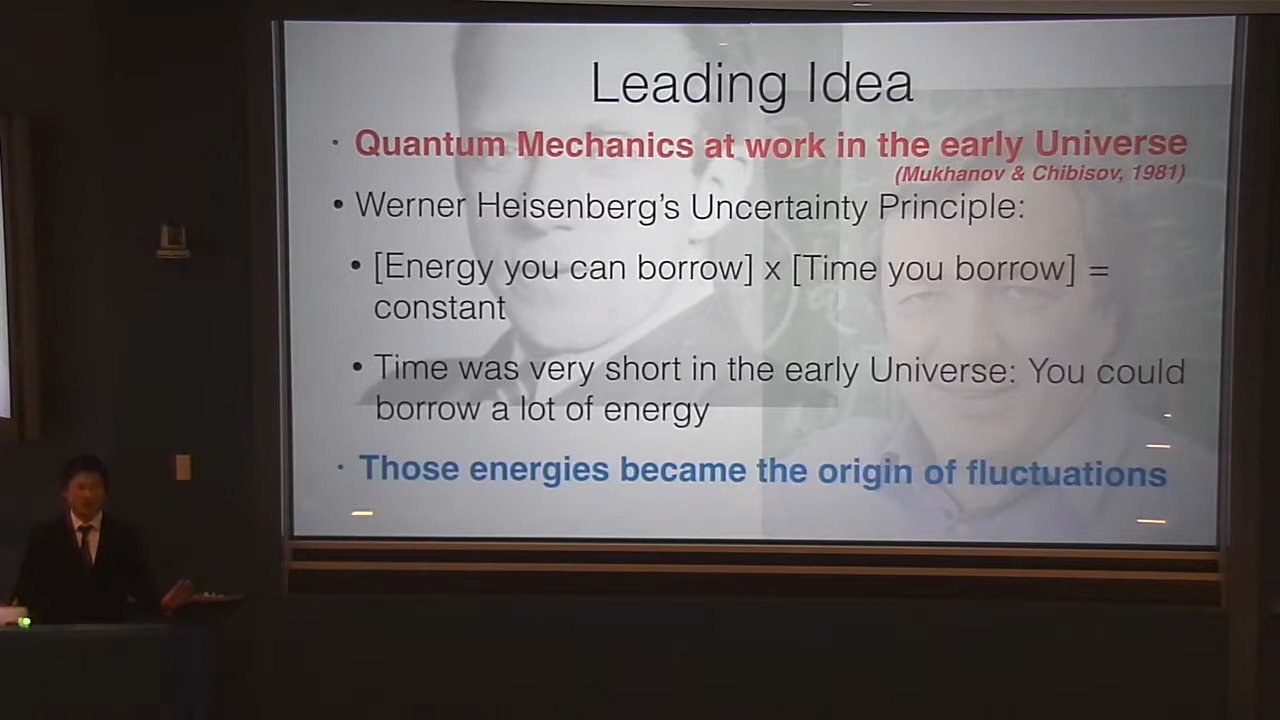 Leading Idea
• Quantum Mechanics at work in the early Universe
(Mukhanov & Chibisov, 1981)
• Werner Heisenberg's Uncertainty Principle:
• [Energy you can borrow] x [Time you borrow] =
constant
• Time was very short in the early Universe: You could
borrow a lot of energy
• Those energies became the origin of fluctuations